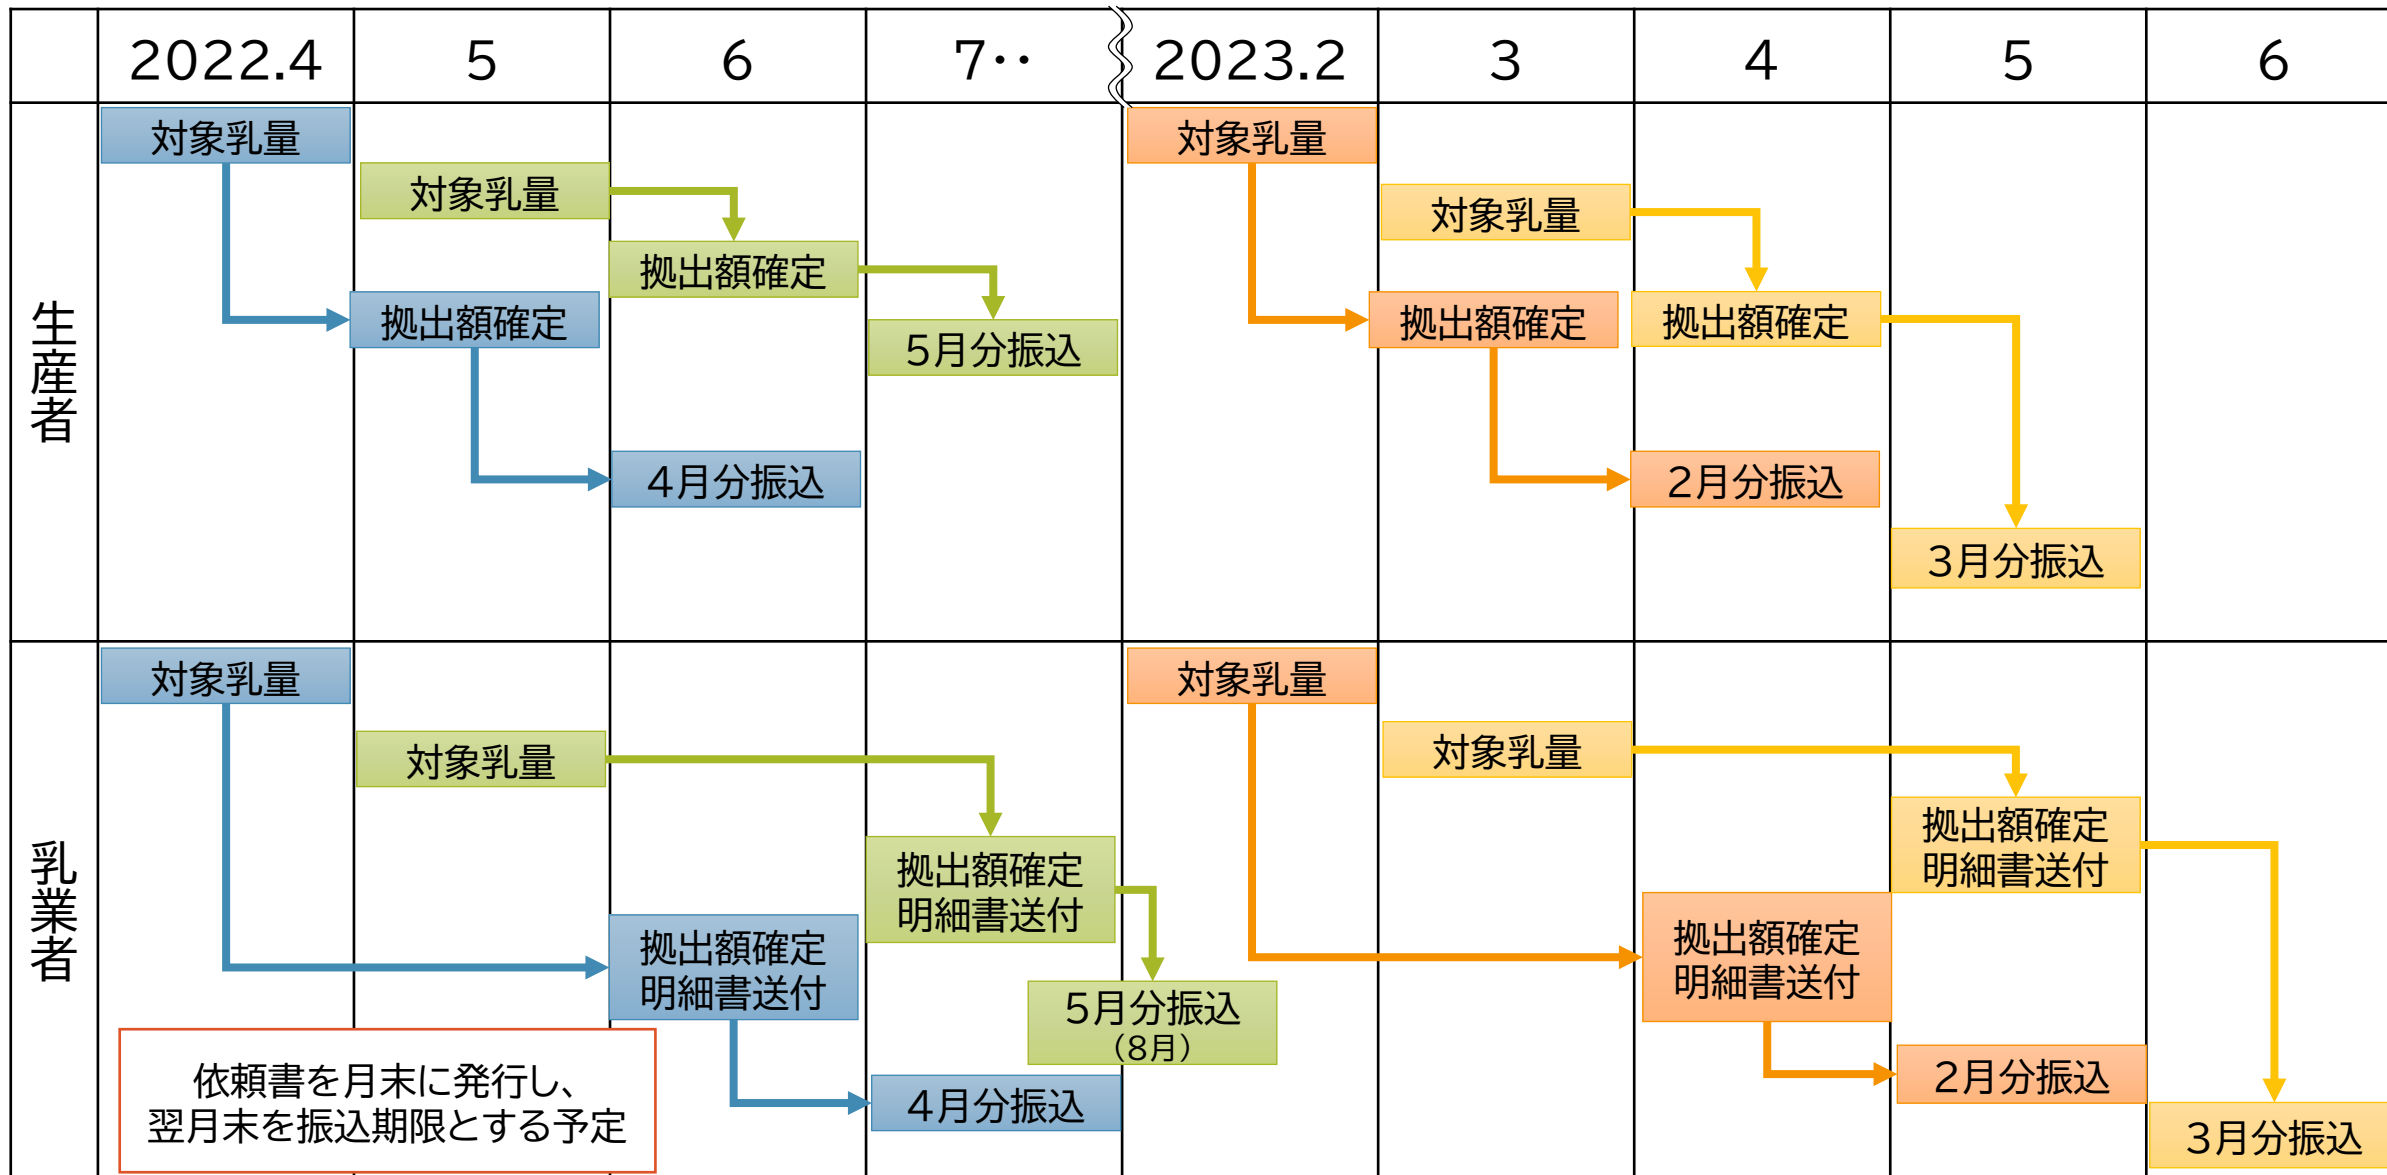 2022.4
5
6
7‥
2023.2
3
4
5
6
生産者
対象乳量
対象乳量
拠出額確定
拠出額確定
5月分振込
4月分振込
対象乳量
対象乳量
拠出額確定
拠出額確定
2月分振込
3月分振込
乳業者
対象乳量
対象乳量
拠出額確定
明細書送付
拠出額確定
明細書送付
5月分振込
(8月)
4月分振込
対象乳量
対象乳量
拠出額確定
明細書送付
拠出額確定
明細書送付
2月分振込
3月分振込
依頼書を月末に発行し、
翌月末を振込期限とする予定